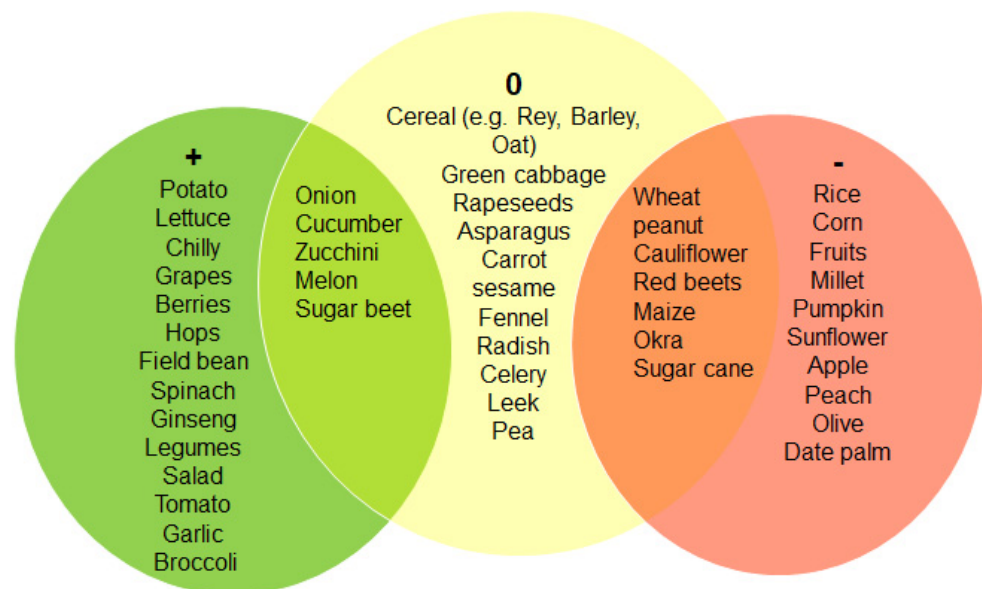 +
Potato
Lettuce
Chilly
Grapes
Berries
Hops
Field bean
Spinach
Ginseng
Legumes
Salad
Tomato
Garlic
Broccoli
Onion
Cucumber
Zucchini
Melon
Sugar beet
0
Cereal (e.g. Rey, Barley,
Oat)
Green cabbage
Rapeseeds
Asparagus
Carrot
sesame
Fennel
Radish
Celery
Leek
Pea
Wheat
peanut
Cauliflower
Red beets
Maize
Okra
Sugar cane
-
Rice
Corn
Fruits
Millet
Pumpkin
Sunflower
Apple
Peach
Olive
Date palm